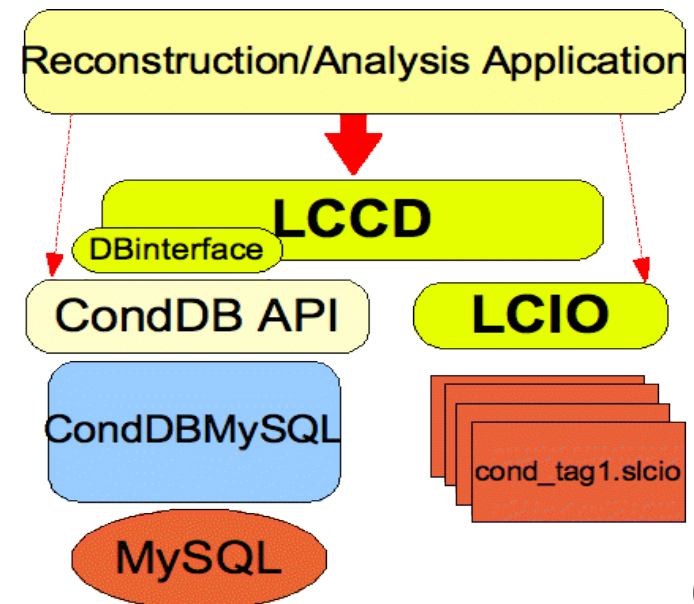 Reconstruction/Analysis Application
LCCD
DBinterface
CondDB API
LCIO
CondDBMySQL
cond_tag1.slcio
MySQL